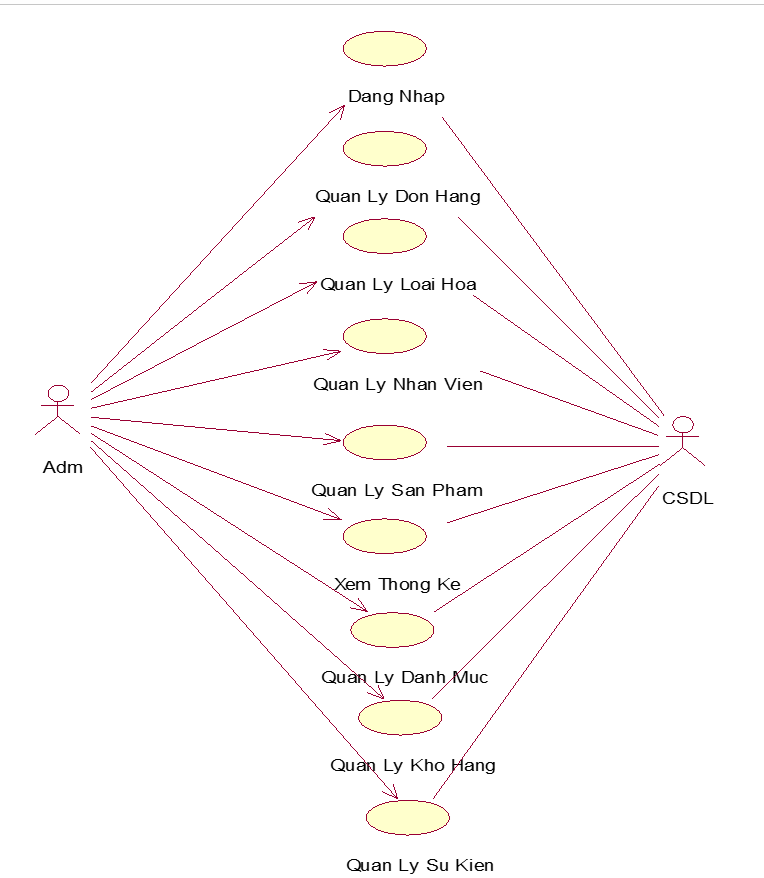 Dang Nhap
Quan Ly Don Hang
Quan Ly Loai Hoa
Quan Ly Nhan Vien
Adm
Quan Ly San Pham
CSDL
Xem Thong Ke
Quan Ly Danh Muc
Quan Ly Kho Hang
Quan Ly Su Kien